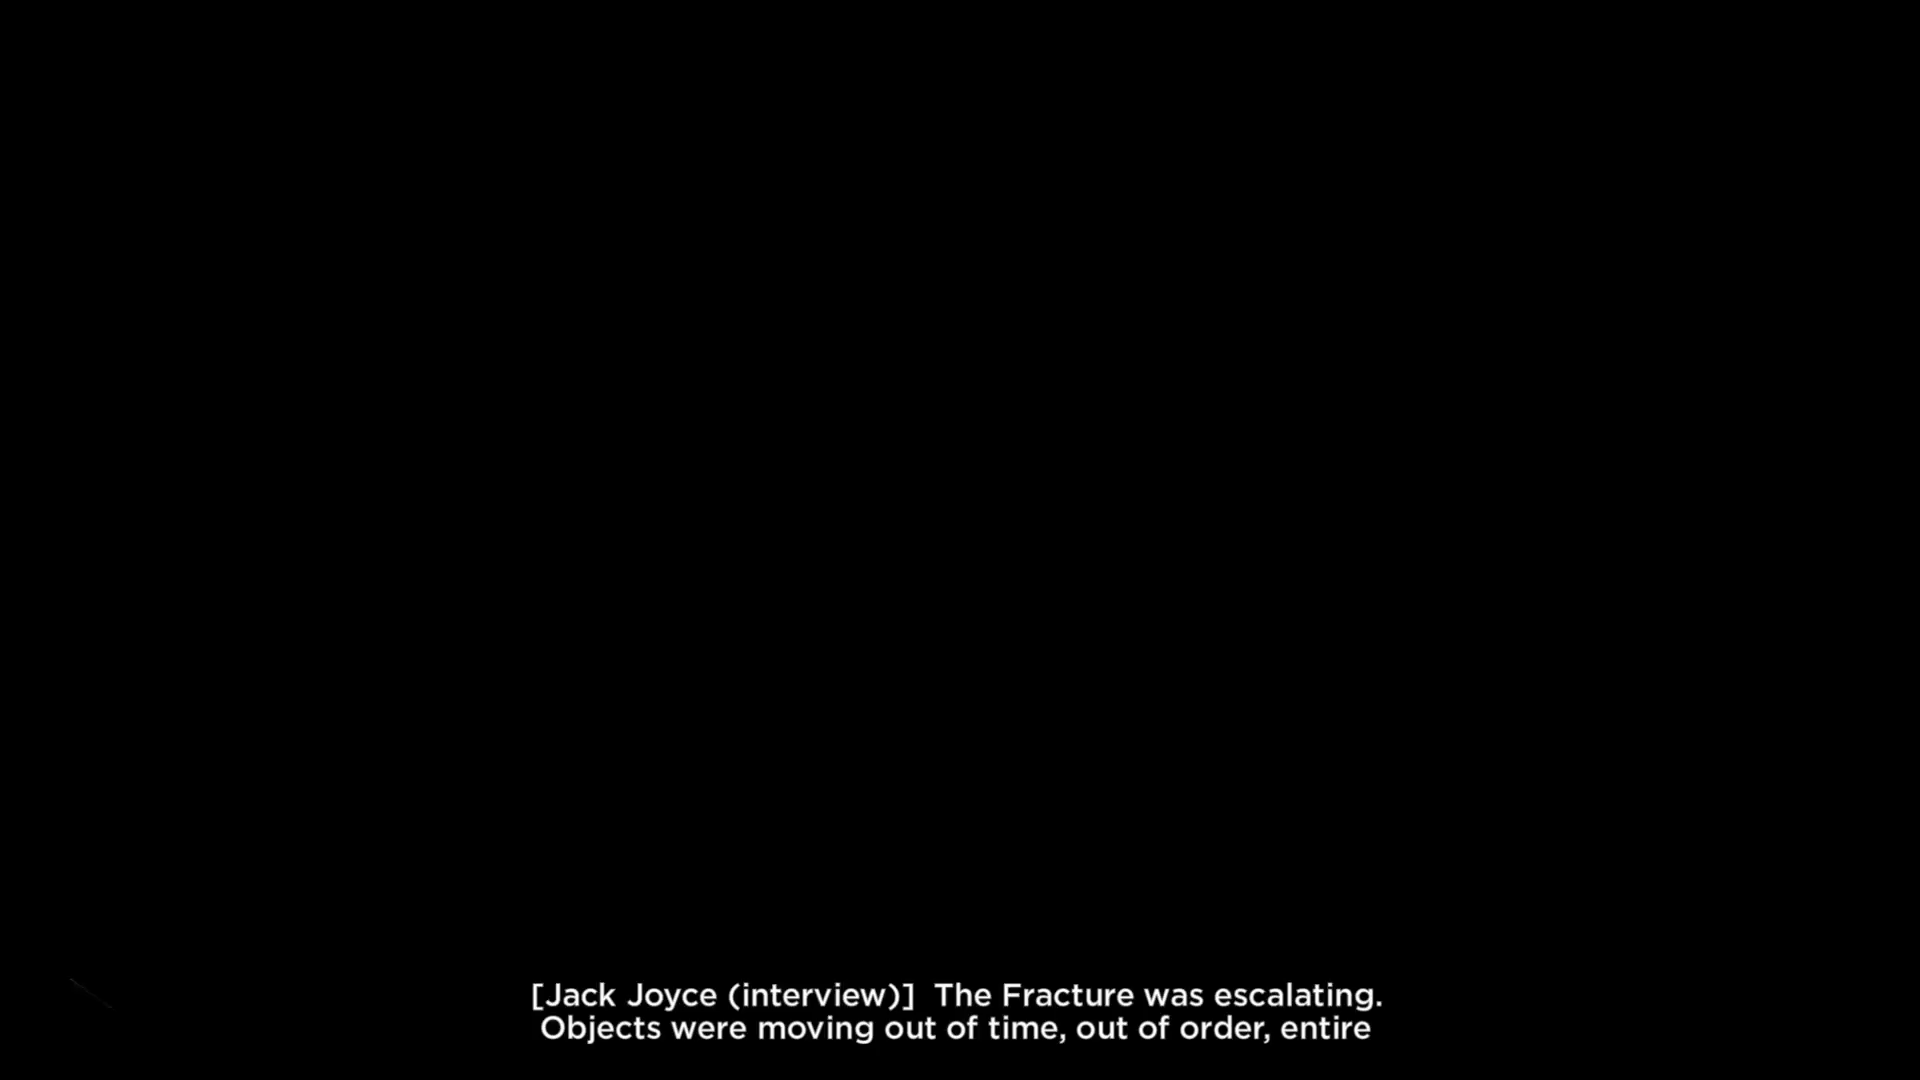 [Jack Joyce (interview)]  The Fracture was escalating.
Objects were moving out of time, out of order, entire